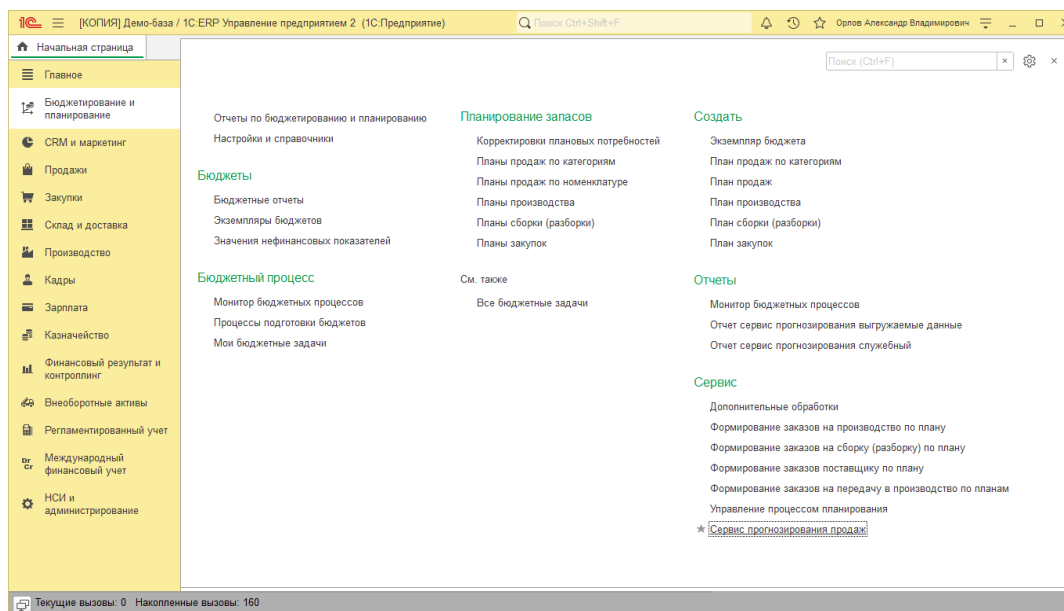 [КОПИЯ] Демо-база / 1С:ERP Управление предприятием 2 (1С:Предприятие)
Поиск Ctrl+Shift+F
Орлов Александр Владимирович
Начальная страница
Поиск (Ctrl+F)
Главное
Бюджетирование и
планирование
CRM и маркетинг
Продажи
Закупки
Склад и доставка
Производство
Кадры
Зарплата
Казначейство
Финансовый результат и
контроллинг
Внеоборотные активы
Регламентированный учет
Dr
Cr
Международный
финансовый учет
НСИ и
администрирование
Отчеты по бюджетированию и планированию
Настройки и справочники
Бюджеты
Бюджетные отчеты
Экземпляры бюджетов
Значения нефинансовых показателей
Бюджетный процесс
Монитор бюджетных процессов
Процессы подготовки бюджетов
Мои бюджетные задачи
Планирование запасов
Корректировки плановых потребностей
Планы продаж по категориям
Планы продаж по номенклатуре
Планы производства
Планы сборки (разборки)
Планы закупок
См. также
Все бюджетные задачи
Создать
Экземпляр бюджета
План продаж по категориям
План продаж
План производства
План сборки (разборки)
План закупок
Отчеты
Монитор бюджетных процессов
Отчет сервис прогнозирования выгружаемые данные
Отчет сервис прогнозирования служебный
Сервис
Дополнительные обработки
Формирование заказов на производство по плану
Формирование заказов на сборку (разборку) по плану
Формирование заказов поставщику по плану
Формирование заказов на передачу в производство по планам
Управление процессом планирования
Сервис прогнозирования продаж
Текущие вызовы: 0 Накопленные вызовы: 160